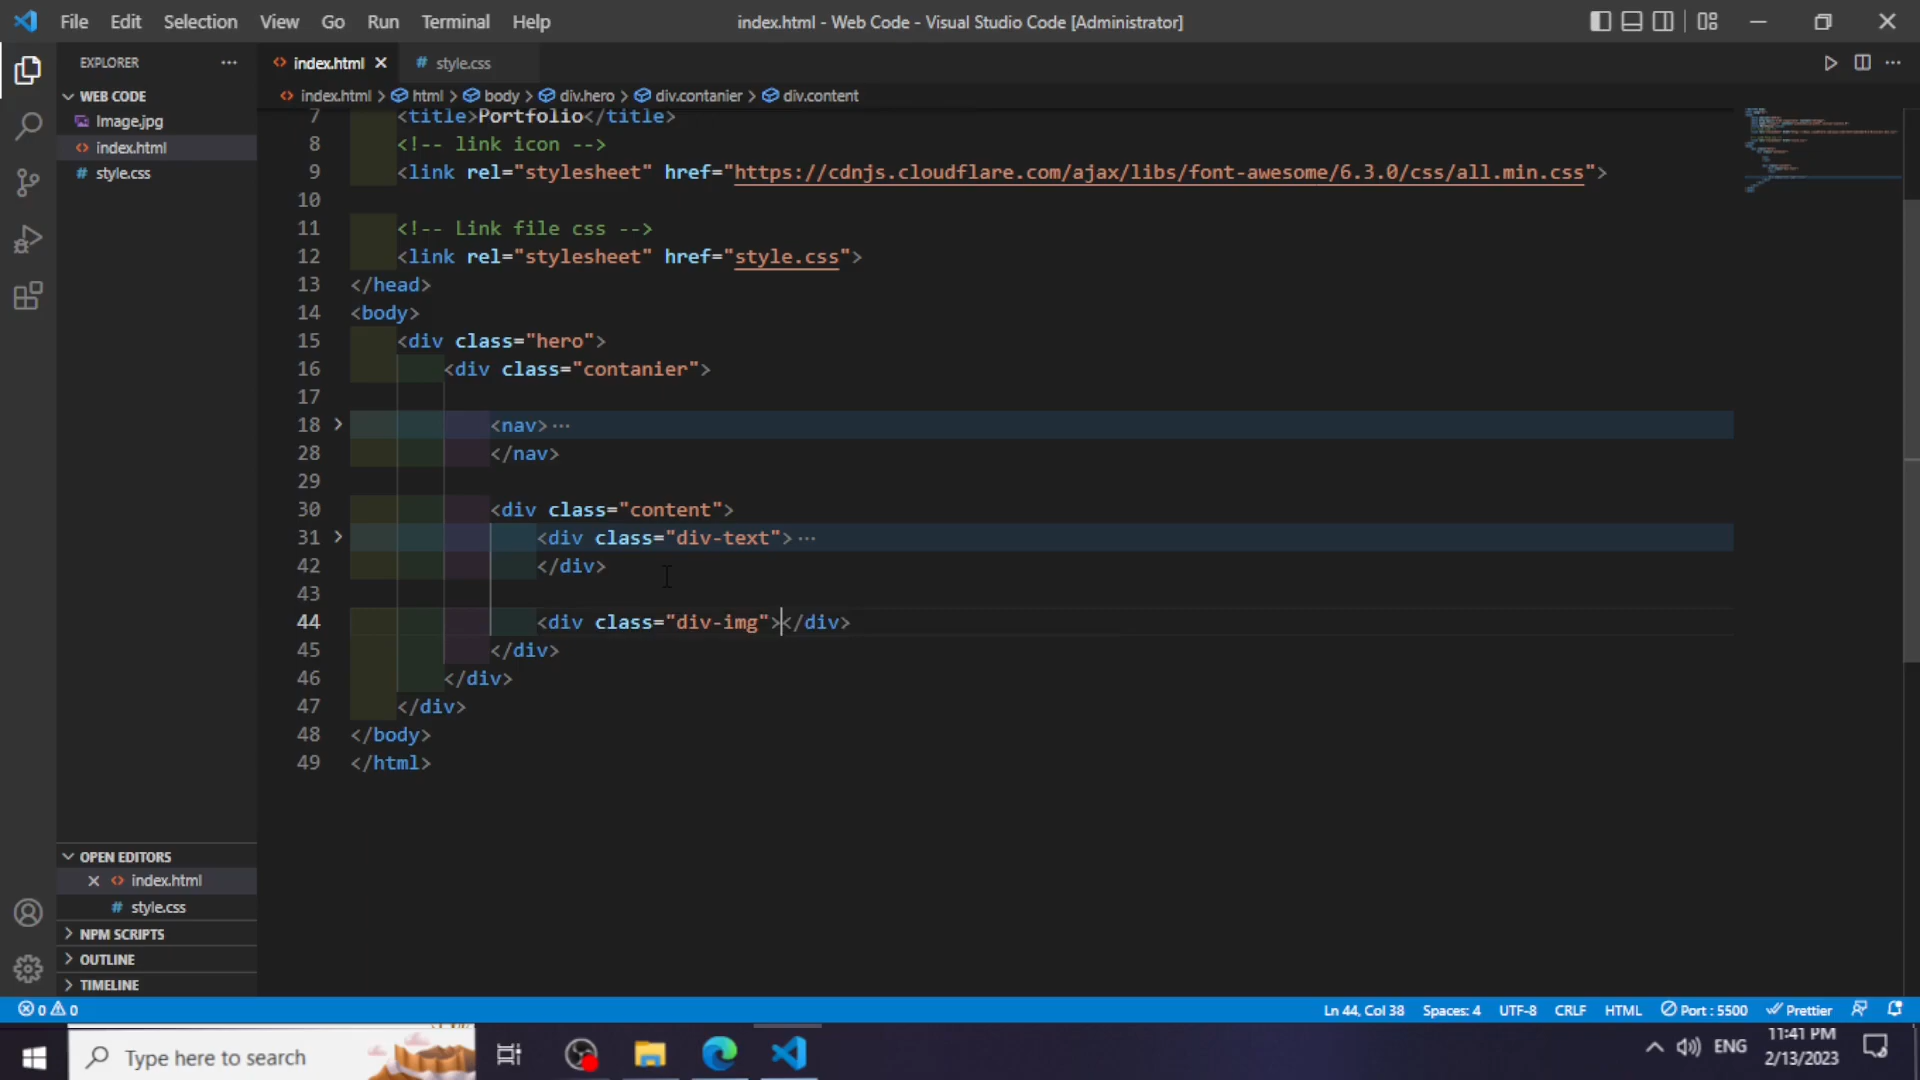 File Edit Selection View Go Run Terminal Help index.html - Web Code - Visual Studio Code [Administrator]
EXPLORER
index.html
# style.css
WEB CODE
Image.jpg
index.html
# style.css
index.html > html > body > div.hero > div.contanier > div.content
7 <title>Portfolio</title>
8 <!-- link icon -->
9 <link rel="stylesheet" href="https://cdnjs.cloudflare.com/ajax/libs/font-awesome/6.3.0/css/all.min.css">
10
11 <!-- Link file css -->
12 <link rel="stylesheet" href="style.css">
13 </head>
14 <body>
15 <div class="hero">
16 <div class="contanier">
17
18 <nav>···
28 </nav>
29
30 <div class="content">
31 <div class="div-text">···
42 </div>
43
44 <div class="div-img"></div>
45 </div>
46 </div>
47 </div>
48 </body>
49 </html>
OPEN EDITORS
index.html
# style.css
NPM SCRIPTS
OUTLINE
TIMELINE
0 0 Ln 44, Col 38 Spaces: 4 UTF-8 CRLF HTML Port : 5500 Prettier
Type here to search
ENG
11:41 PM
2/13/2023